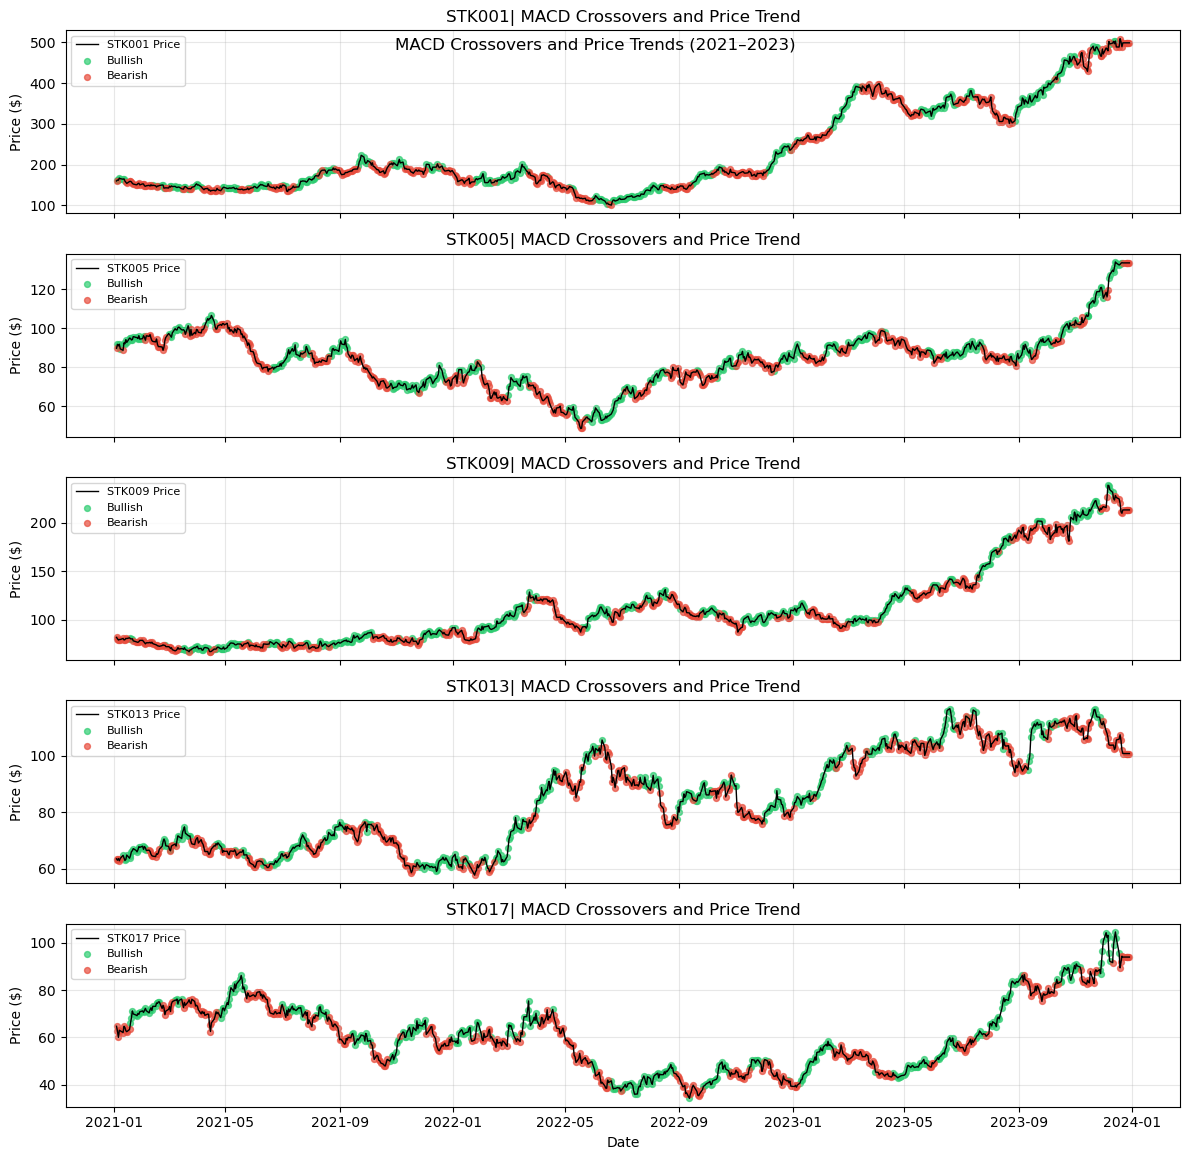 STK001| MACD Crossovers and Price Trend
MACD Crossovers and Price Trends (2021–2023)
STK001 Price
Bullish
Bearish
Price ($)
500
400
300
200
100
STK005| MACD Crossovers and Price Trend
STK005 Price
Bullish
Bearish
Price ($)
120
100
80
60
STK009| MACD Crossovers and Price Trend
STK009 Price
Bullish
Bearish
Price ($)
200
150
100
STK013| MACD Crossovers and Price Trend
STK013 Price
Bullish
Bearish
Price ($)
100
80
60
STK017| MACD Crossovers and Price Trend
STK017 Price
Bullish
Bearish
Price ($)
100
80
60
40
2021-01 2021-05 2021-09 2022-01 2022-05 2022-09 2023-01 2023-05 2023-09 2024-01
Date